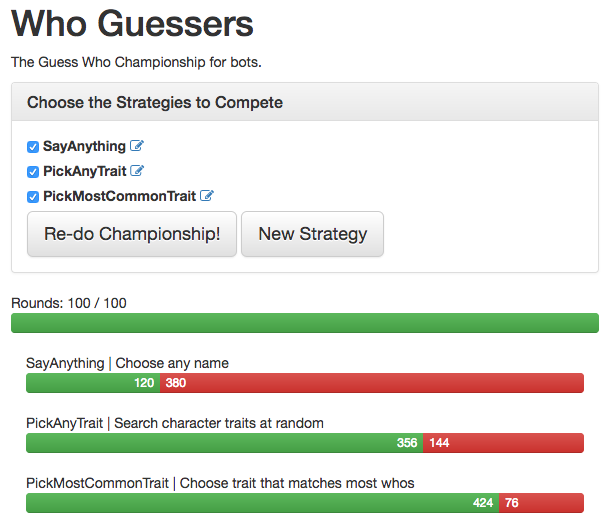 Who Guessers
The Guess Who Championship for bots.
Choose the Strategies to Compete
SayAnything
PickAnyTrait
PickMostCommonTrait
Re-do Championship! New Strategy
Rounds: 100 / 100
SayAnything | Choose any name
120 380
PickAnyTrait | Search character traits at random
356 144
PickMostCommonTrait | Choose trait that matches most whos
424 76